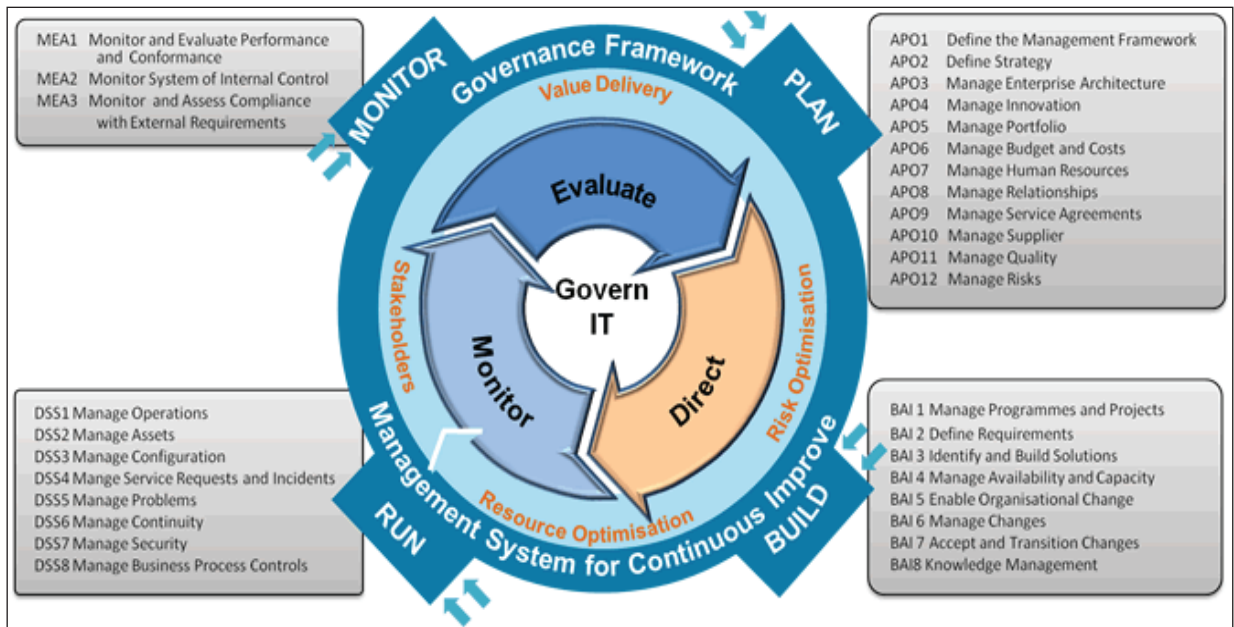 MEA1 Monitor and Evaluate Performance
and Conformance
MEA2 Monitor System of Internal Control
MEA3 Monitor and Assess Compliance
with External Requirements
MONITOR
Governance Framework
PLAN
APO1 Define the Management Framework
APO2 Define Strategy
APO3 Manage Enterprise Architecture
APO4 Manage Innovation
APO5 Manage Portfolio
APO6 Manage Budget and Costs
APO7 Manage Human Resources
APO8 Manage Relationships
APO9 Manage Service Agreements
APO10 Manage Supplier
APO11 Manage Quality
APO12 Manage Risks
Value Delivery
Evaluate
Stakeholders
Govern
IT
Risk Optimisation
Monitor
Direct
Resource Optimisation
Management System for Continuous Improve
DSS1 Manage Operations
DSS2 Manage Assets
DSS3 Manage Configuration
DSS4 Mange Service Requests and Incidents
DSS5 Manage Problems
DSS6 Manage Continuity
DSS7 Manage Security
DSS8 Manage Business Process Controls
RUN
BUILD
BAI 1 Manage Programmes and Projects
BAI 2 Define Requirements
BAI 3 Identify and Build Solutions
BAI 4 Manage Availability and Capacity
BAI 5 Enable Organisational Change
BAI 6 Manage Changes
BAI 7 Accept and Transition Changes
BAI8 Knowledge Management